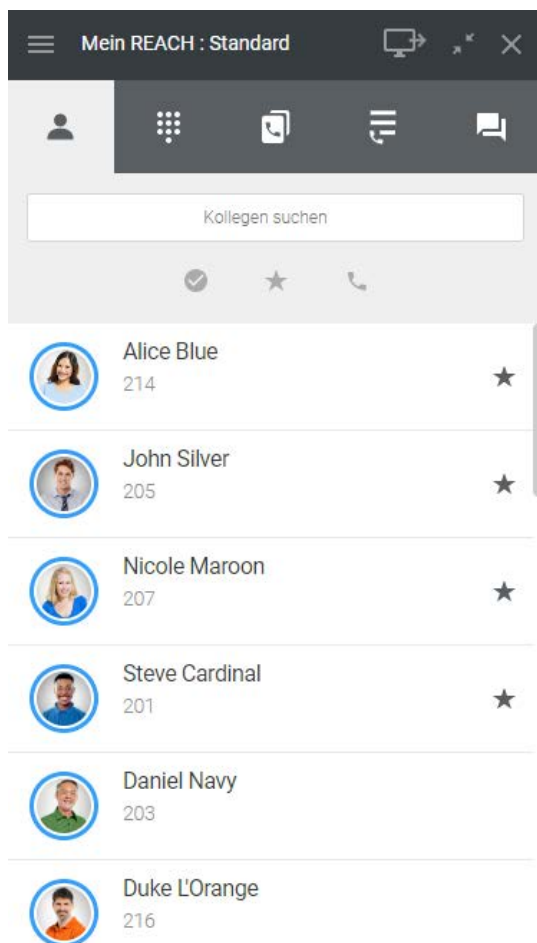 Mein REACH : Standard
Kollegen suchen
Alice Blue
214
John Silver
205
Nicole Maroon
207
Steve Cardinal
201
Daniel Navy
203
Duke L'Orange
216